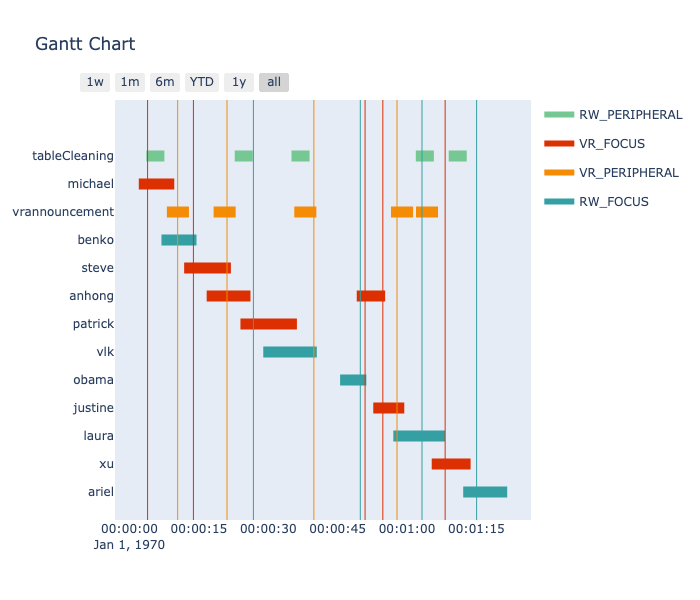 Gantt Chart
1w 1m 6m YTD 1y all
RW_PERIPHERAL
VR_FOCUS
VR_PERIPHERAL
RW_FOCUS
tableCleaning
michael
vrannouncement
benko
steve
anhong
patrick
vlk
obama
justine
laura
xu
ariel
00:00:00 00:00:15 00:00:30 00:00:45 00:01:00 00:01:15
Jan 1, 1970